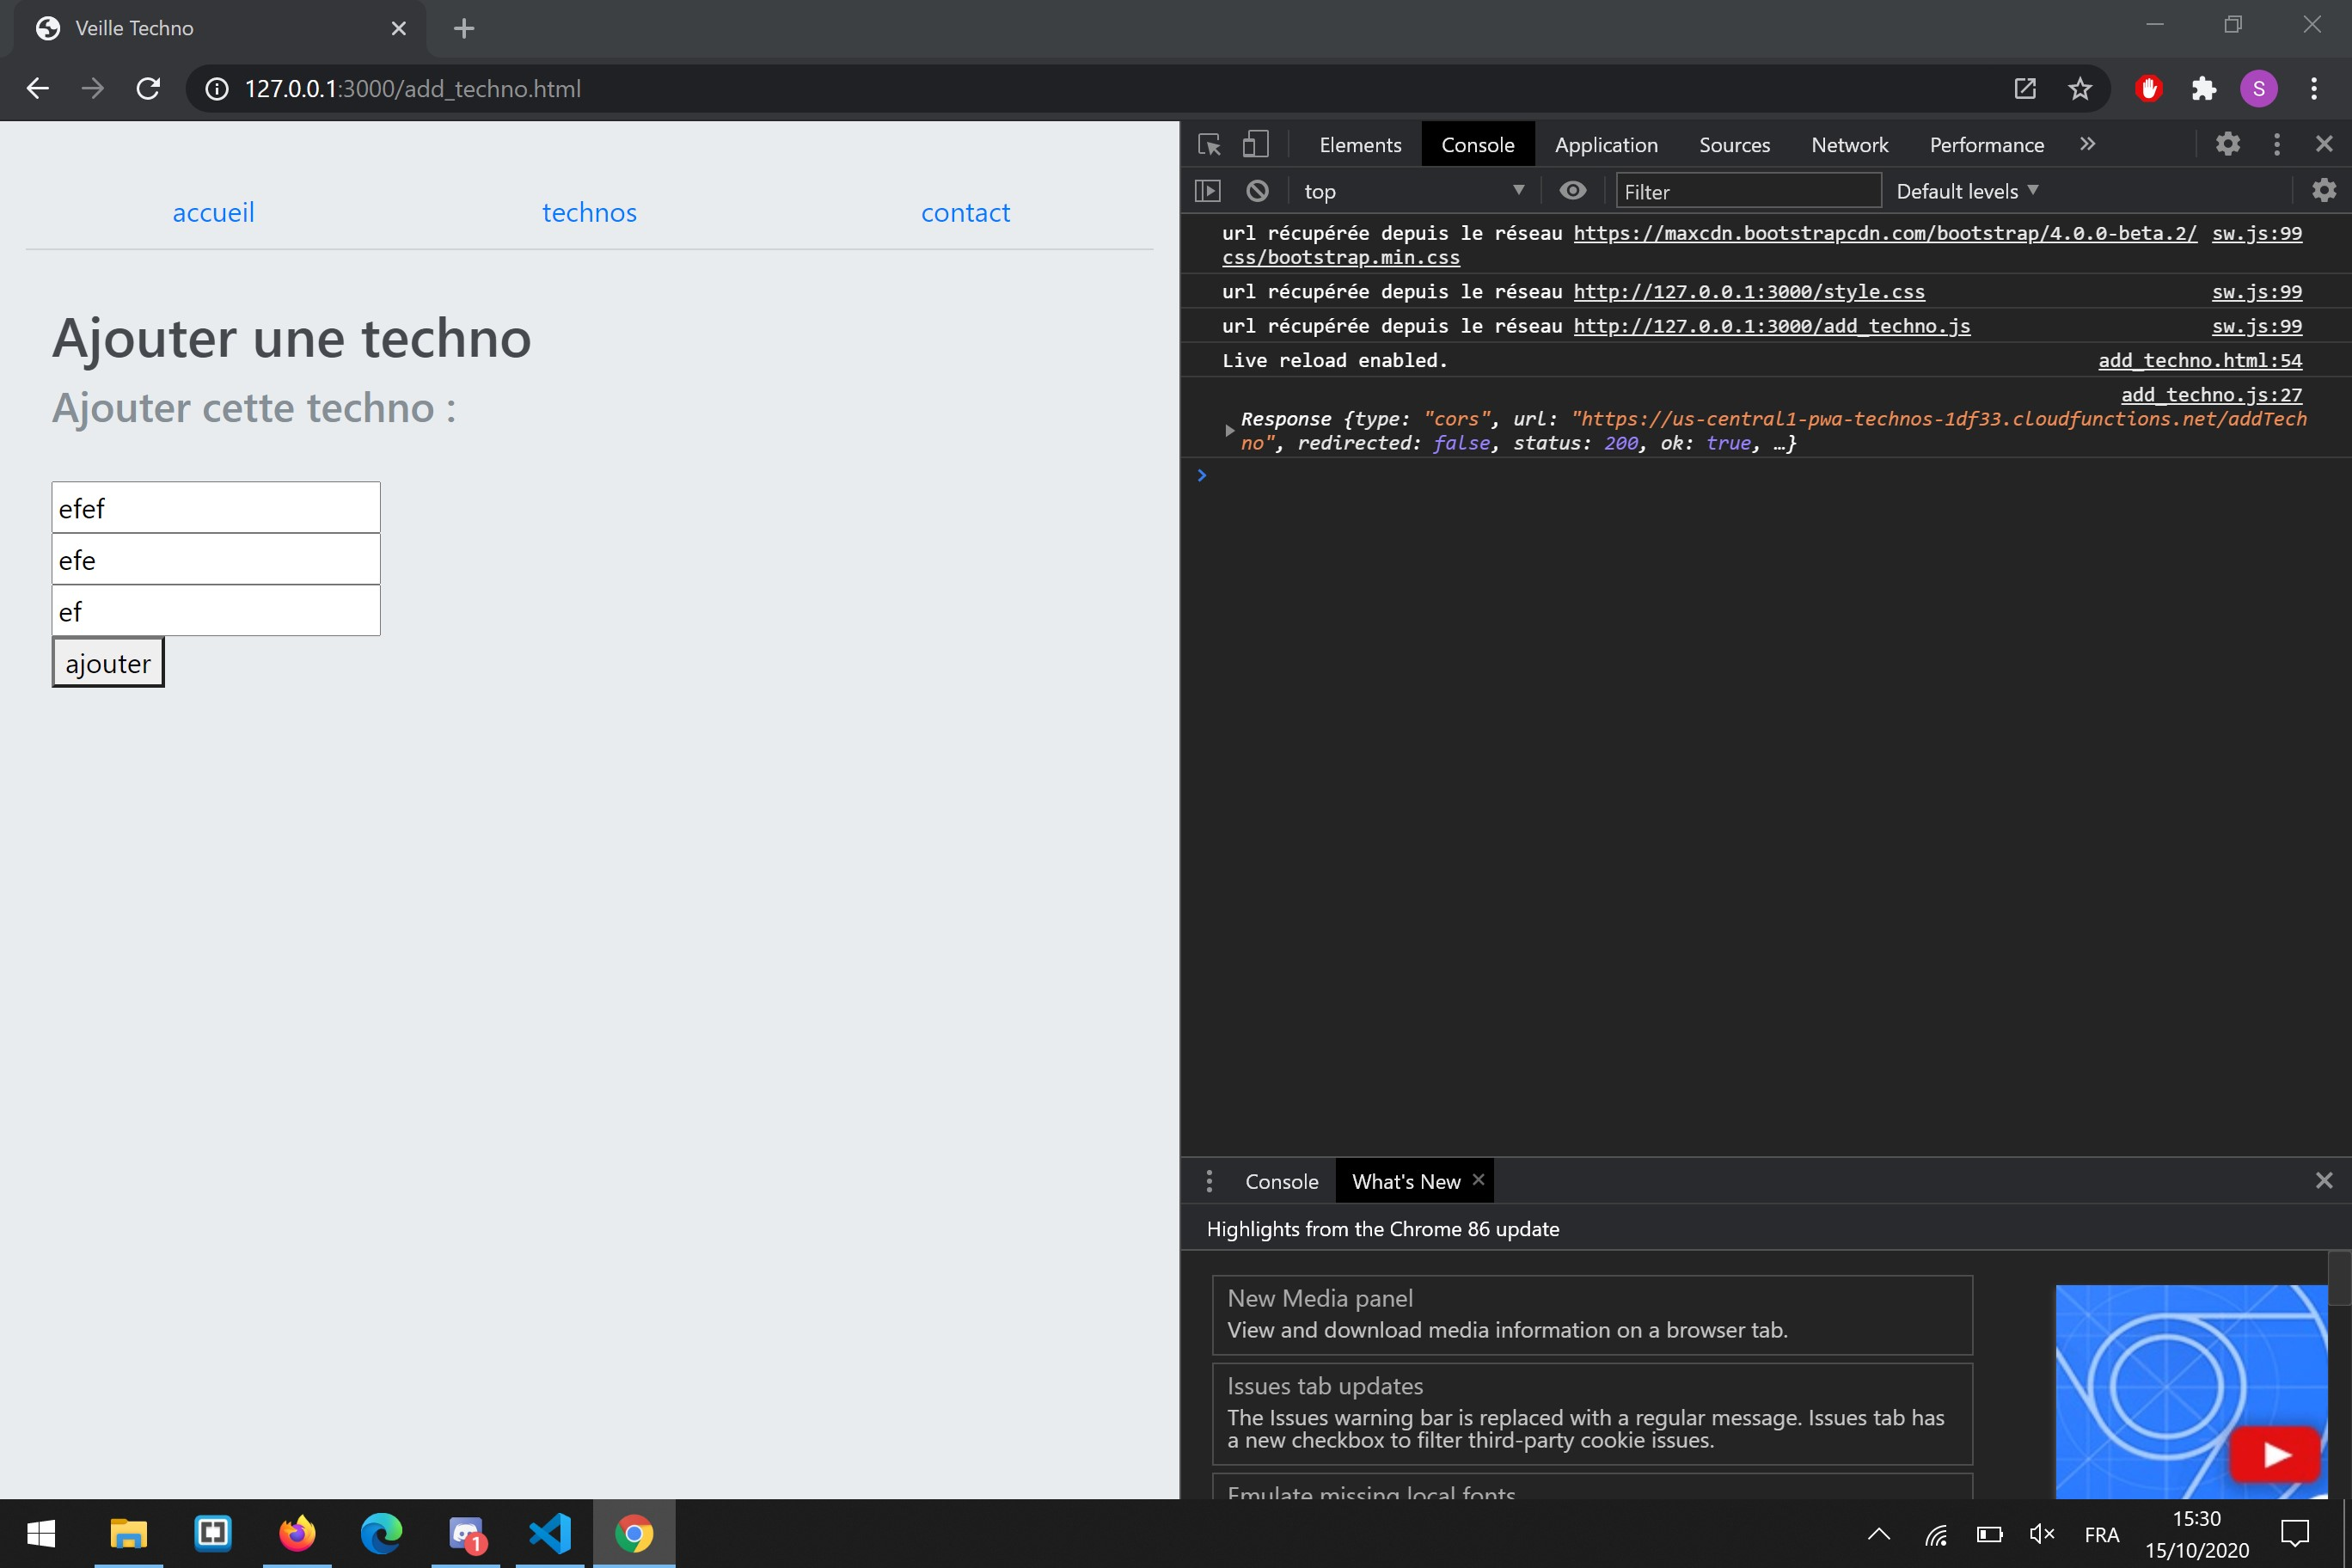 Veille Techno
127.0.0.1:3000/add_techno.html
S
accueil technos contact
Ajouter une techno
Ajouter cette techno :
efef
efe
ef
ajouter
Elements Console Application Sources Network Performance »
top Filter Default levels
url récupérée depuis le réseau https://maxcdn.bootstrapcdn.com/bootstrap/4.0.0-beta.2/ sw.js:99
css/bootstrap.min.css
url récupérée depuis le réseau http://127.0.0.1:3000/style.css sw.js:99
url récupérée depuis le réseau http://127.0.0.1:3000/add_techno.js sw.js:99
Live reload enabled. add_techno.html:54
add_techno.js:27
Response {type: "cors", url: "https://us-central1-pwa-technos-1df33.cloudfunctions.net/addTech
no", redirected: false, status: 200, ok: true, …}
Console What's New
Highlights from the Chrome 86 update
New Media panel
View and download media information on a browser tab.
Issues tab updates
The Issues warning bar is replaced with a regular message. Issues tab has
a new checkbox to filter third-party cookie issues.
Emulate missing local fonts
1
FRA
15:30
15/10/2020